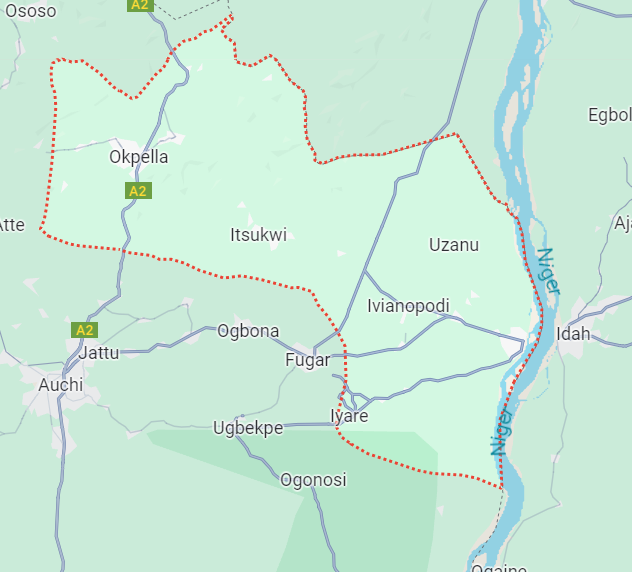 A2
Ososo
Egbol
Okpella
A2
Atte
Aj
Itsukwi
Uzanu
Niger
Ivianopodi
A2
Ogbona
Idah
Jattu
Fugar
Auchi
Iyare
Ugbekpe
Niger
Ogonosi
Ogaine